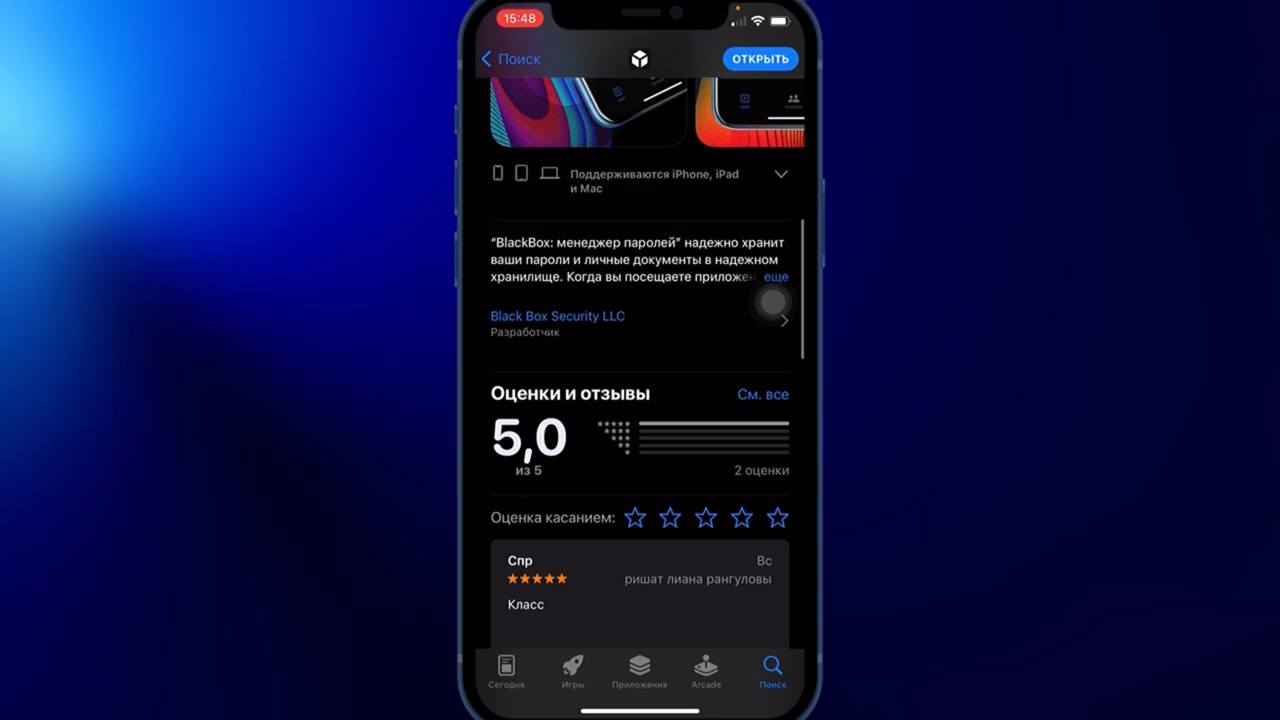 15:48
Поиск
ОТКРЫТЬ
Поддерживаются iPhone, iPad
и Mac
“BlackBox: менеджер паролей” надежно хранит
ваши пароли и личные документы в надежном
хранилище. Когда вы посещаете приложен еще
Black Box Security LLC
Разработчик
Оценки и отзывы
См. все
5,0
из 5
2 оценки
Оценка касанием:
Спр
Вс
ришат лиана рангуловы
Класс
Сегодня
Игры
Приложения
Arcade
Поиск